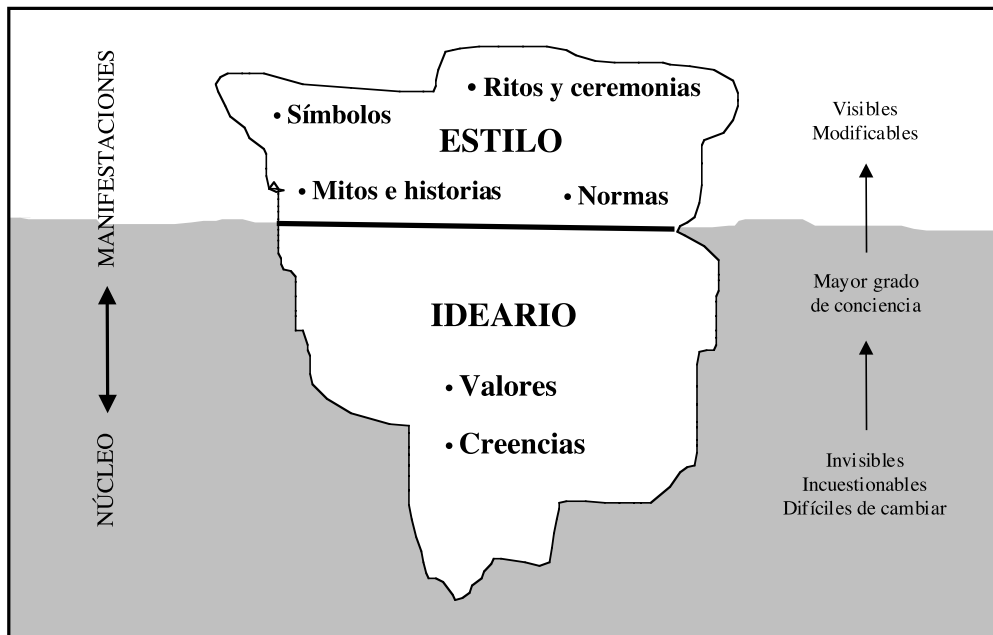 MANIFESTACIONES
NÚCLEO
• Símbolos
• Ritos y ceremonias
ESTILO
• Mitos e historias
• Normas
IDEARIO
• Valores
• Creencias
Visibles
Modificables
Mayor grado
de conciencia
Invisibles
Incuestionables
Difíciles de cambiar